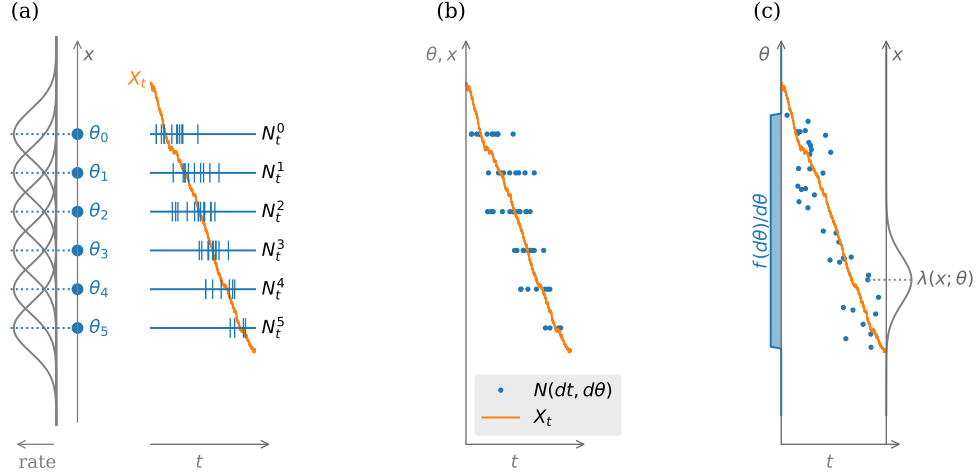 (a)
x
X_t
θ_0
θ_1
θ_2
θ_3
θ_4
θ_5
N_t^0
N_t^1
N_t^2
N_t^3
N_t^4
N_t^5
rate
t
(b)
θ, x
N(dt, dθ)
X_t
t
(c)
θ
x
f(dθ)/dθ
λ(x; θ)
t